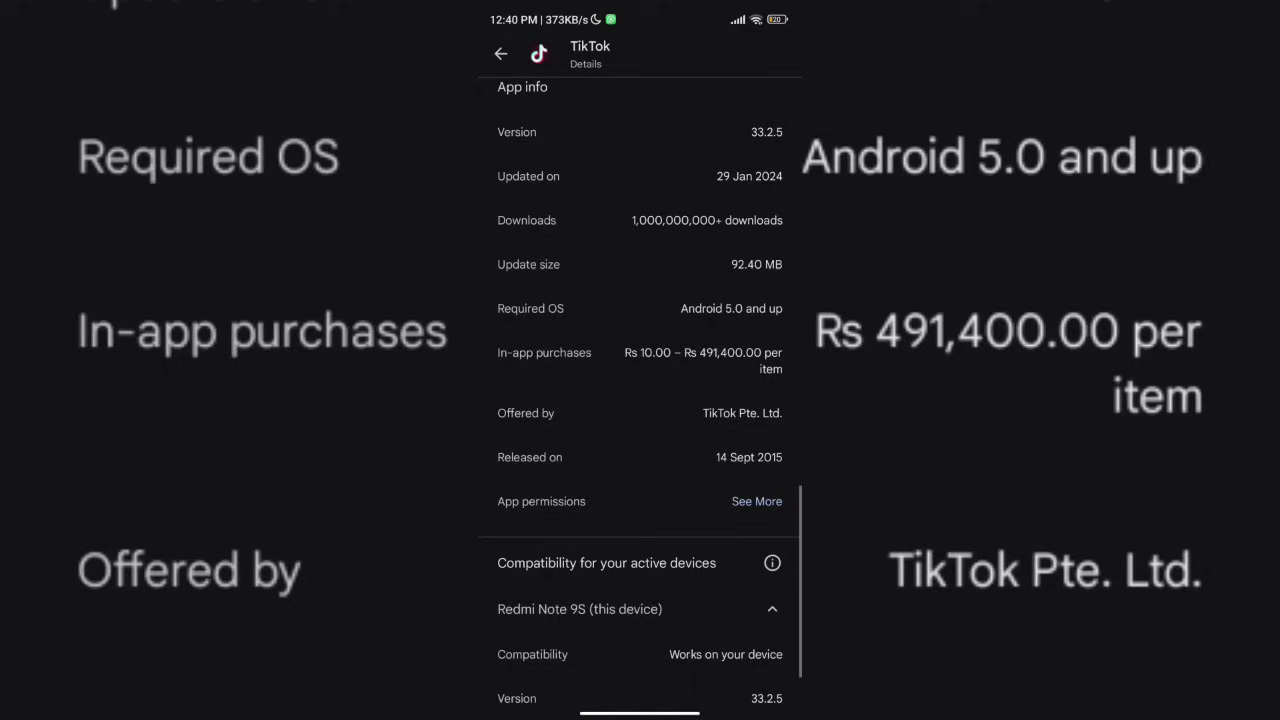 12:40 PM | 373KB/s
20
TikTok
Details
App info
Version 33.2.5
Updated on 29 Jan 2024
Downloads 1,000,000,000+ downloads
Update size 92.40 MB
Required OS Android 5.0 and up
In-app purchases Rs 10.00 – Rs 491,400.00 per
item
Offered by TikTok Pte. Ltd.
Released on 14 Sept 2015
App permissions See More
Compatibility for your active devices
Redmi Note 9S (this device)
Compatibility Works on your device
Version 33.2.5
Required OS Android 5.0 and up
In-app purchases Rs 491,400.00 per
item
Offered by TikTok Pte. Ltd.